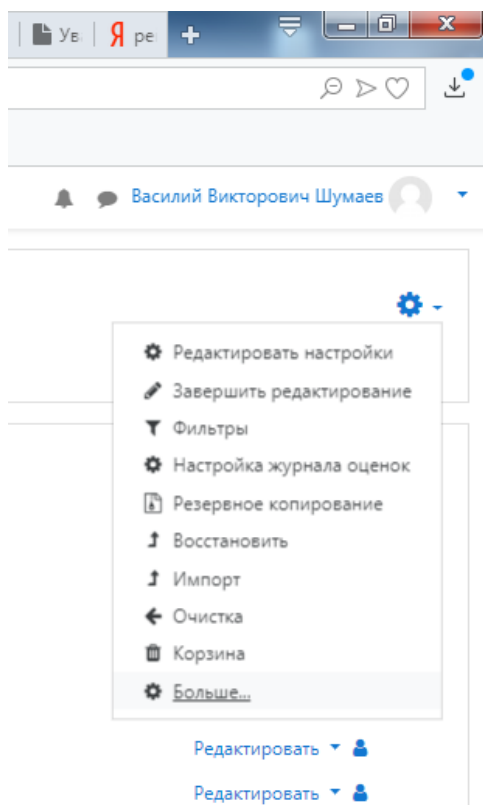 Ув
Я ре
Василий Викторович Шумаев
Редактировать настройки
Завершить редактирование
Фильтры
Настройка журнала оценок
Резервное копирование
Восстановить
Импорт
Очистка
Корзина
Больше...
Редактировать
Редактировать